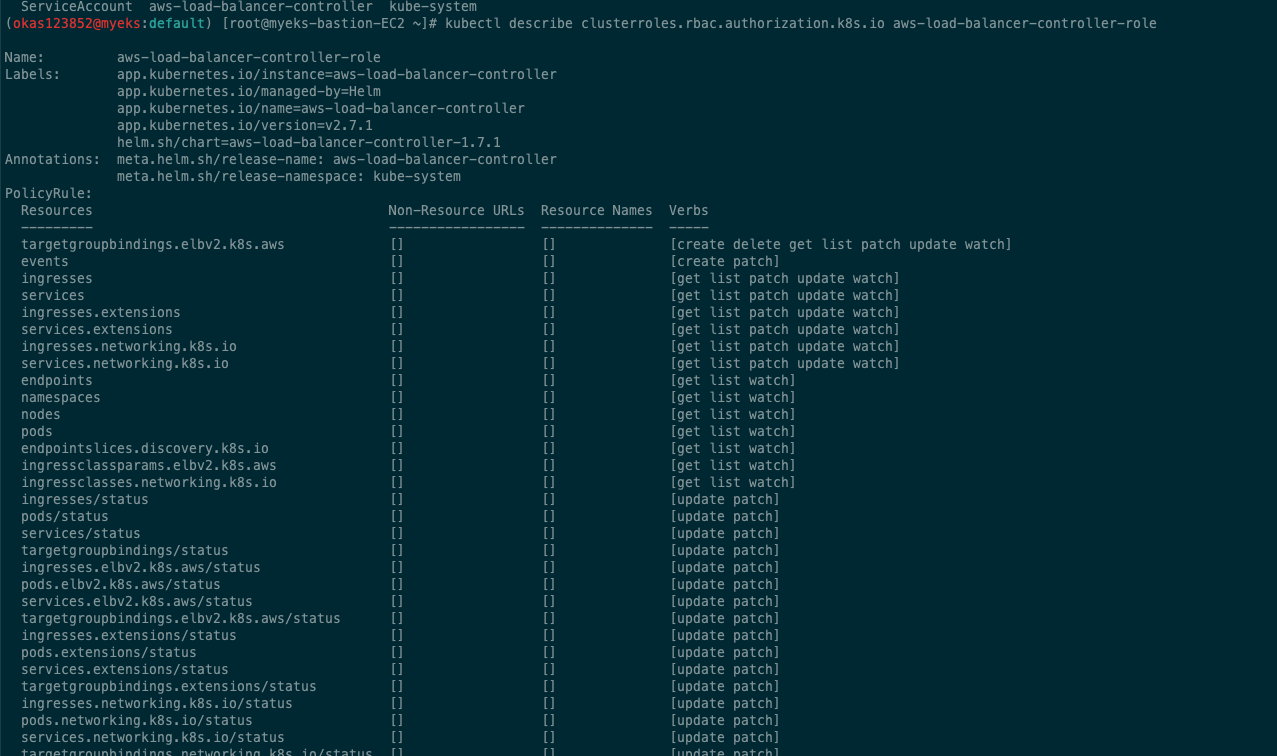 ServiceAccount  aws-load-balancer-controller  kube-system
(okas123852@myeks:default) [root@myeks-bastion-EC2 ~]# kubectl describe clusterroles.rbac.authorization.k8s.io aws-load-balancer-controller-role
Name:         aws-load-balancer-controller-role
Labels:       app.kubernetes.io/instance=aws-load-balancer-controller
              app.kubernetes.io/managed-by=Helm
              app.kubernetes.io/name=aws-load-balancer-controller
              app.kubernetes.io/version=v2.7.1
              helm.sh/chart=aws-load-balancer-controller-1.7.1
Annotations:  meta.helm.sh/release-name: aws-load-balancer-controller
              meta.helm.sh/release-namespace: kube-system
PolicyRule:
  Resources                                     Non-Resource URLs  Resource Names  Verbs
  ---------                                     -----------------  --------------  -----
  targetgroupbindings.elbv2.k8s.aws             []                 []              [create delete get list patch update watch]
  events                                        []                 []              [create patch]
  ingresses                                     []                 []              [get list patch update watch]
  services                                      []                 []              [get list patch update watch]
  ingresses.extensions                          []                 []              [get list patch update watch]
  services.extensions                           []                 []              [get list patch update watch]
  ingresses.networking.k8s.io                   []                 []              [get list patch update watch]
  services.networking.k8s.io                    []                 []              [get list patch update watch]
  endpoints                                     []                 []              [get list watch]
  namespaces                                    []                 []              [get list watch]
  nodes                                         []                 []              [get list watch]
  pods                                          []                 []              [get list watch]
  endpointslices.discovery.k8s.io               []                 []              [get list watch]
  ingressclassparams.elbv2.k8s.aws              []                 []              [get list watch]
  ingressclasses.networking.k8s.io              []                 []              [get list watch]
  ingresses/status                              []                 []              [update patch]
  pods/status                                   []                 []              [update patch]
  services/status                               []                 []              [update patch]
  targetgroupbindings/status                    []                 []              [update patch]
  ingresses.elbv2.k8s.aws/status                []                 []              [update patch]
  pods.elbv2.k8s.aws/status                     []                 []              [update patch]
  services.elbv2.k8s.aws/status                 []                 []              [update patch]
  targetgroupbindings.elbv2.k8s.aws/status      []                 []              [update patch]
  ingresses.extensions/status                   []                 []              [update patch]
  pods.extensions/status                        []                 []              [update patch]
  services.extensions/status                    []                 []              [update patch]
  targetgroupbindings.extensions/status         []                 []              [update patch]
  ingresses.networking.k8s.io/status            []                 []              [update patch]
  pods.networking.k8s.io/status                 []                 []              [update patch]
  services.networking.k8s.io/status             []                 []              [update patch]
  targetgroupbindings.networking.k8s.io/status  []                 []              [update patch]